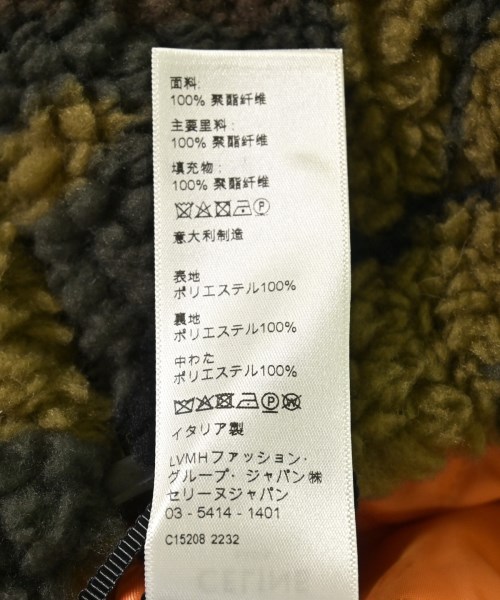 面料:
100% 聚酯纤维
主要里料:
100% 聚酯纤维
填充物:
100% 聚酯纤维
意大利制造
表地
ポリエステル100%
裏地
ポリエステル100%
中わた
ポリエステル100%
イタリア製
LVMHファッション・
グループ・ジャパン㈱
セリーヌジャパン
03 - 5414 - 1401
C15208 2232
CELINE